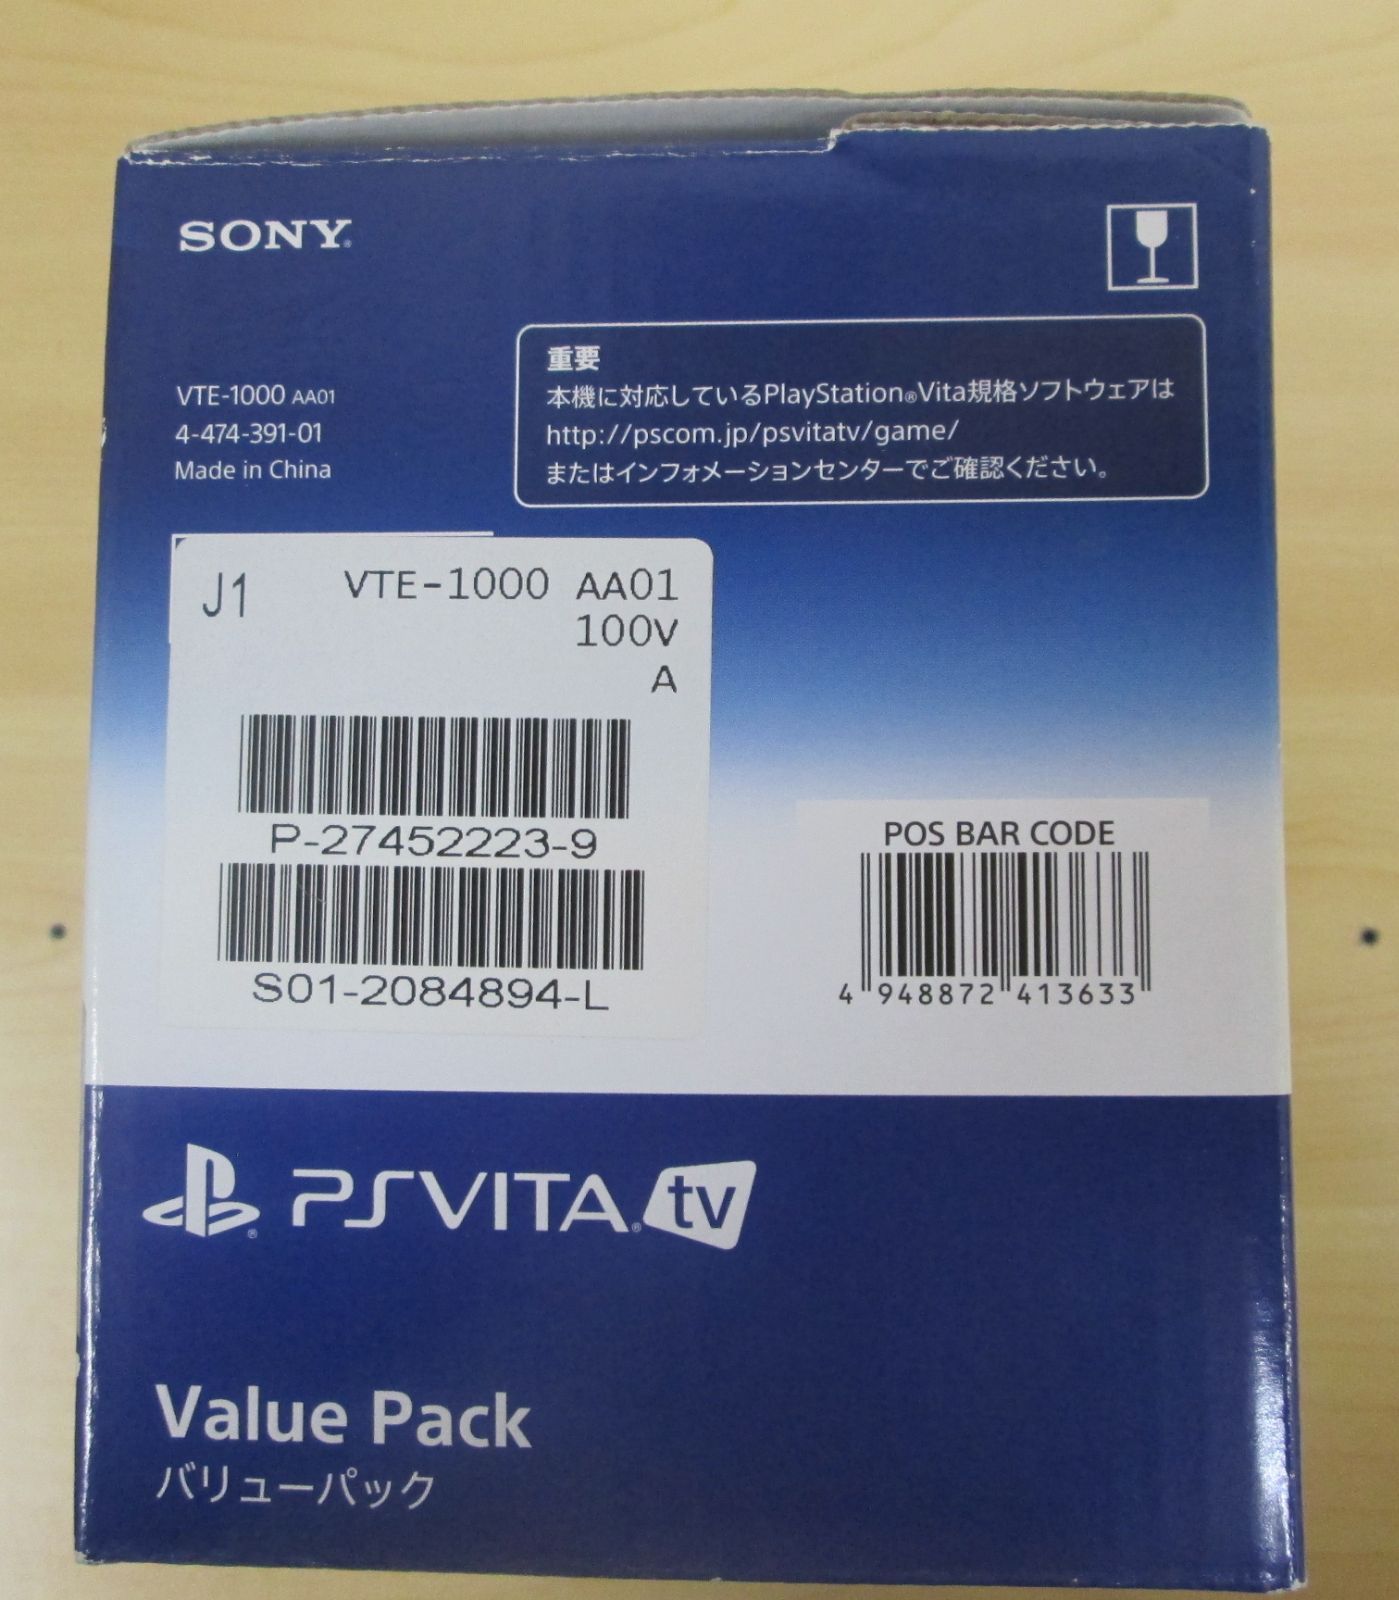 SONY®
VTE-1000 AA01
4-474-391-01
Made in China
重要
本機に対応しているPlayStation®Vita規格ソフトウェアは
http://pscom.jp/psvitatv/game/
またはインフォメーションセンターでご確認ください。
J1 VTE-1000 AA01
100V
A
P-27452223-9
S01-2084894-L
POS BAR CODE
4 948872 413633
PSVITA® tv
Value Pack
バリューパック